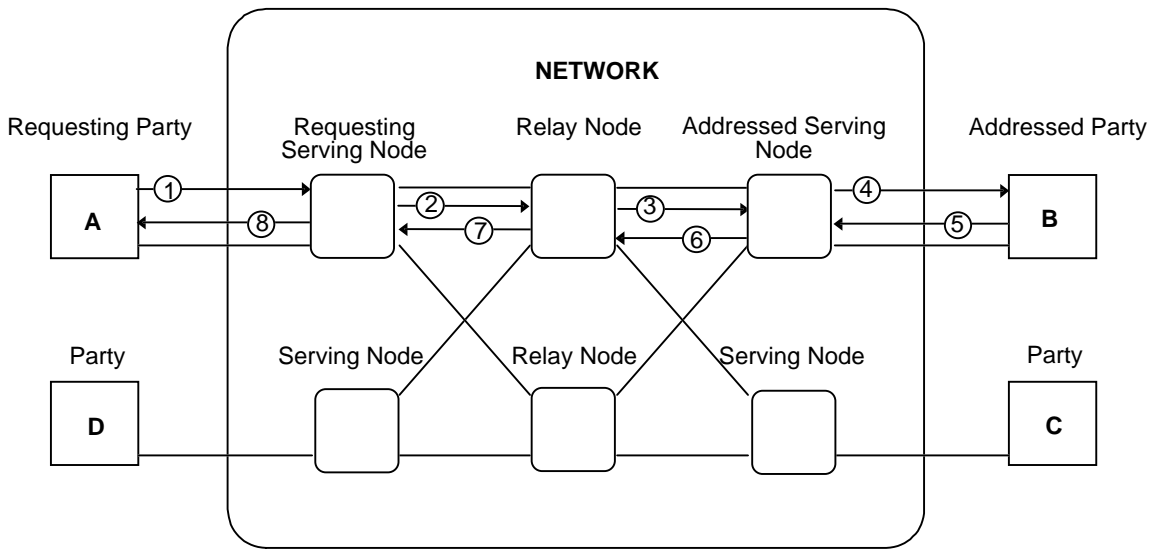 NETWORK
Requesting Party
Requesting
Serving Node
Relay Node
Addressed Serving
Node
Addressed Party
A
1
8
2
7
3
6
4
5
B
Party
Serving Node
Relay Node
Serving Node
Party
D
C